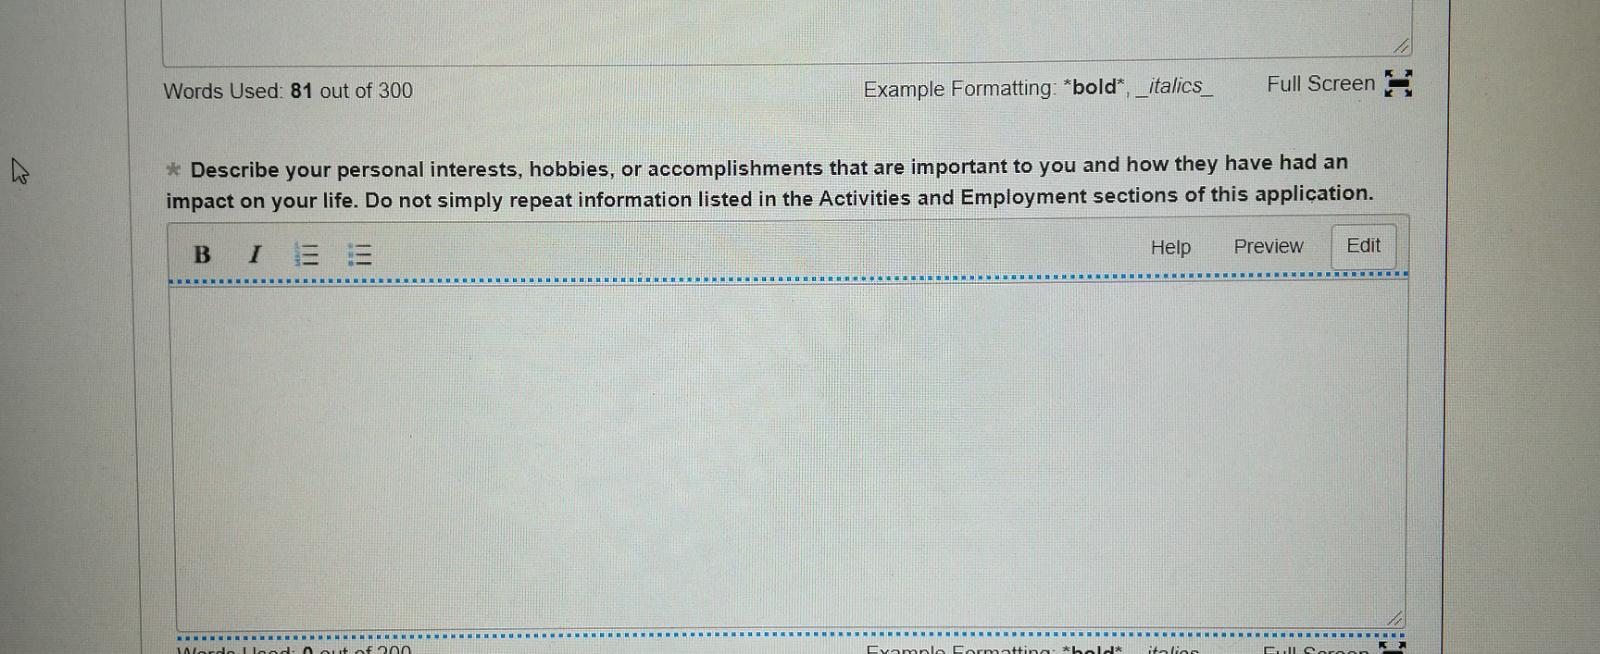 Words Used: 81 out of 300 Example Formatting: *bold*, _italics_ Full Screen
* Describe your personal interests, hobbies, or accomplishments that are important to you and how they have had an
impact on your life. Do not simply repeat information listed in the Activities and Employment sections of this application.
B I Help Preview Edit
Words Used: 0 out of Example Formatting: *bold* italics Full Screen